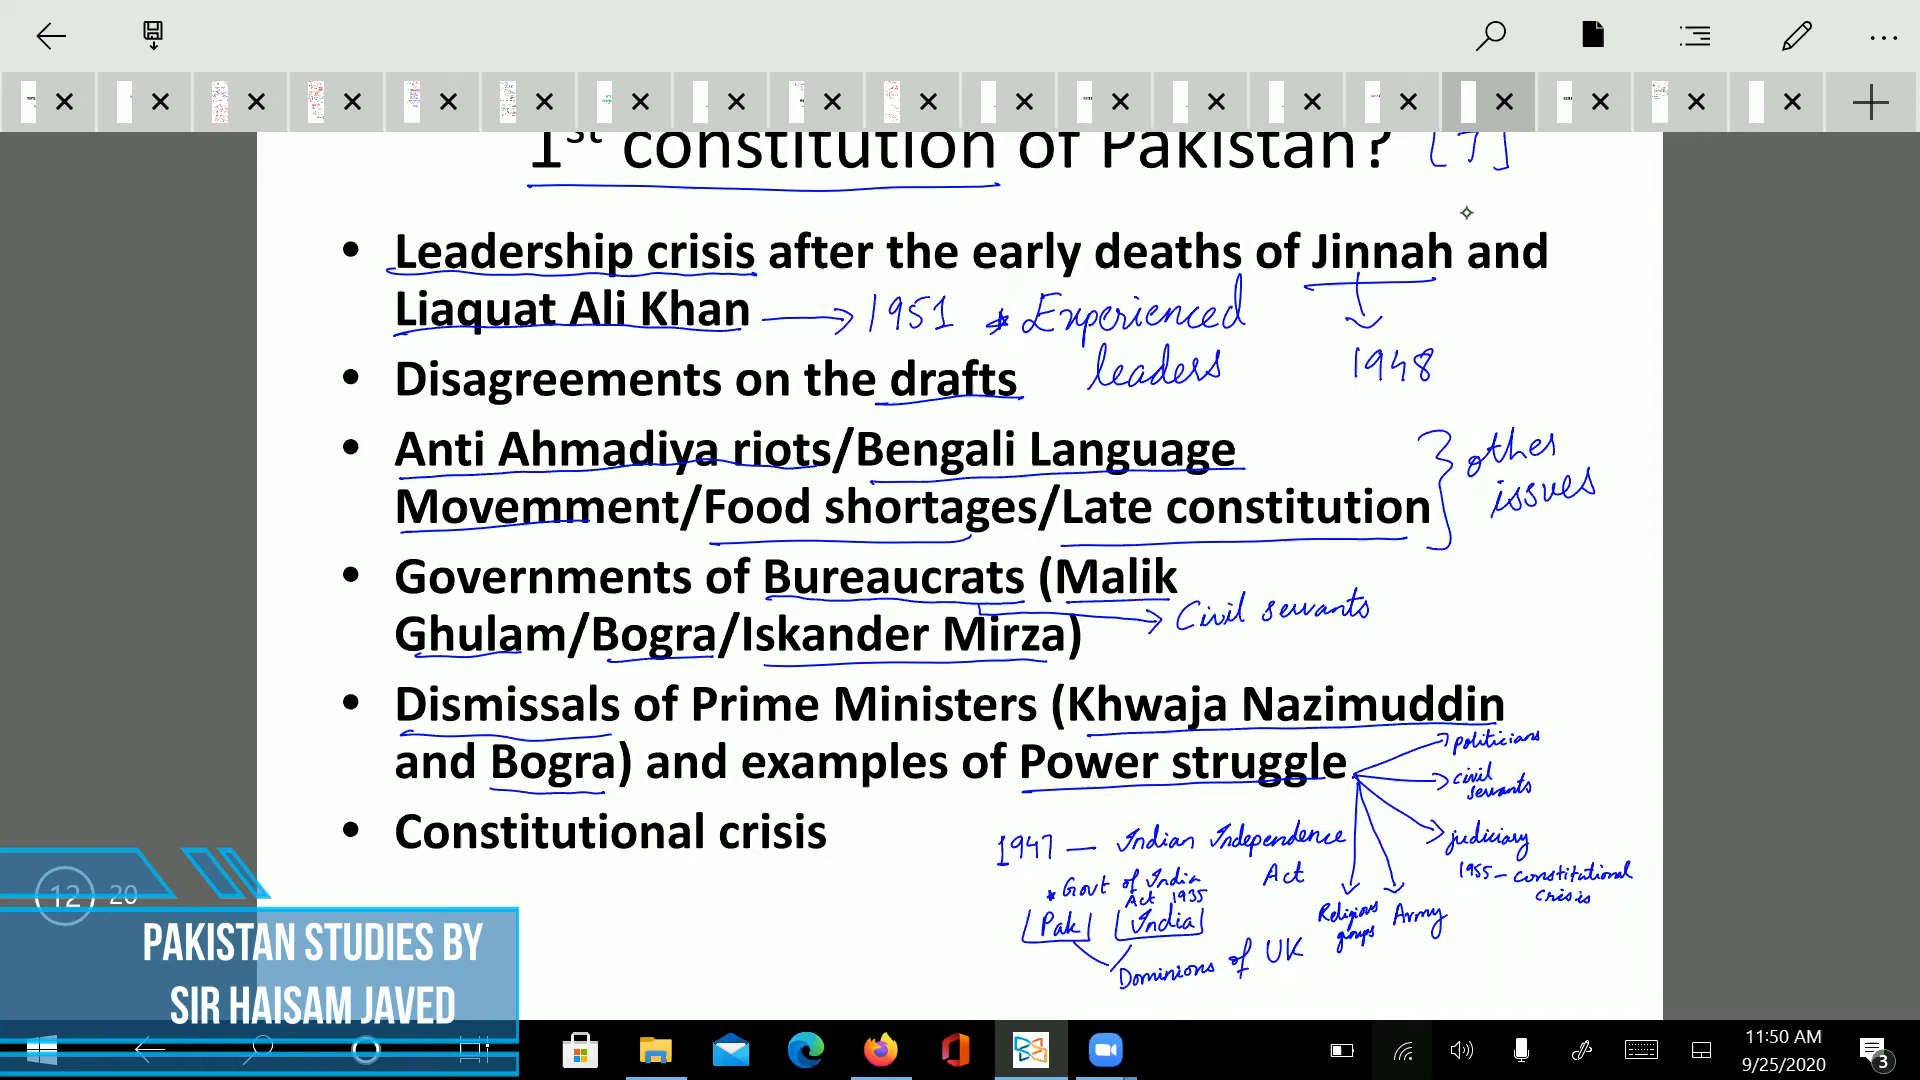 1st constitution of Pakistan? [7]
• Leadership crisis after the early deaths of Jinnah and
Liaquat Ali Khan → 1951 * Experienced
leaders
1948
• Disagreements on the drafts
• Anti Ahmadiya riots/Bengali Language
Movemment/Food shortages/Late constitution
other
issues
• Governments of Bureaucrats (Malik
Ghulam/Bogra/Iskander Mirza)
Civil servants
• Dismissals of Prime Ministers (Khwaja Nazimuddin
and Bogra) and examples of Power struggle
politicians
civil
servants
judiciary
1955 - constitutional
crisis
Army
Religious
groups
• Constitutional crisis
1947 — Indian Independence
Act
* Govt of India
Act 1935
Pak India
Dominions of UK
12 20
PAKISTAN STUDIES BY
SIR HAISAM JAVED
11:50 AM
9/25/2020
3